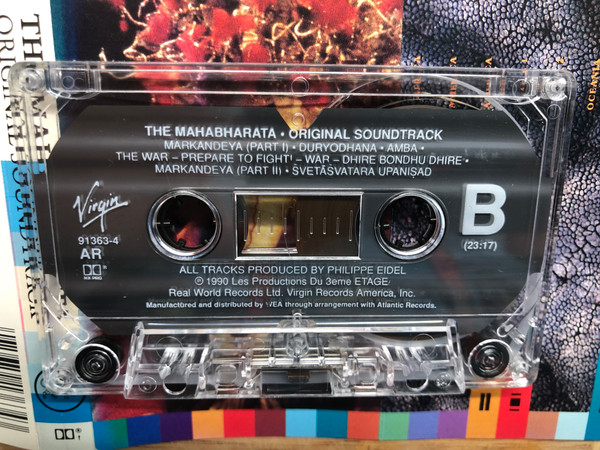 THE MAHABHARATA • ORIGINAL SOUNDTRACK
MARKANDEYA (PART I) • DURYODHANA • AMBA •
THE WAR – PREPARE TO FIGHT! – WAR – DHIRE BONDHU DHIRE •
MARKANDEYA (PART II) • ŚVETĀŚVATARA UPANIṢAD
Virgin
91363-4
AR
HX PRO
B
(23:17)
ALL TRACKS PRODUCED BY PHILIPPE EIDEL
℗ 1990 Les Productions Du 3eme ETAGE/
Real World Records Ltd. Virgin Records America, Inc.
Manufactured and distributed by WEA through arrangement with Atlantic Records.
OCEANIA